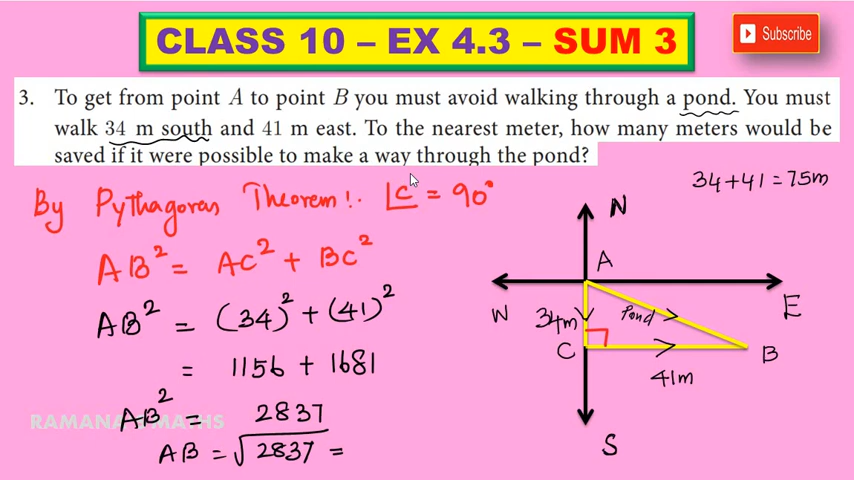 CLASS 10 – EX 4.3 – SUM 3
Subscribe
3. To get from point A to point B you must avoid walking through a pond. You must
walk 34 m south and 41 m east. To the nearest meter, how many meters would be
saved if it were possible to make a way through the pond?
34+41=75m
By Pythagoras Theorem:. ∟C = 90°
AB² = AC² + BC²
AB² = (34)² + (41)²
= 1156 + 1681
AB² = 2837
AB = √2837 =
N
A
W
E
34m
Pond
C
B
41m
S
RAMANA MATHS